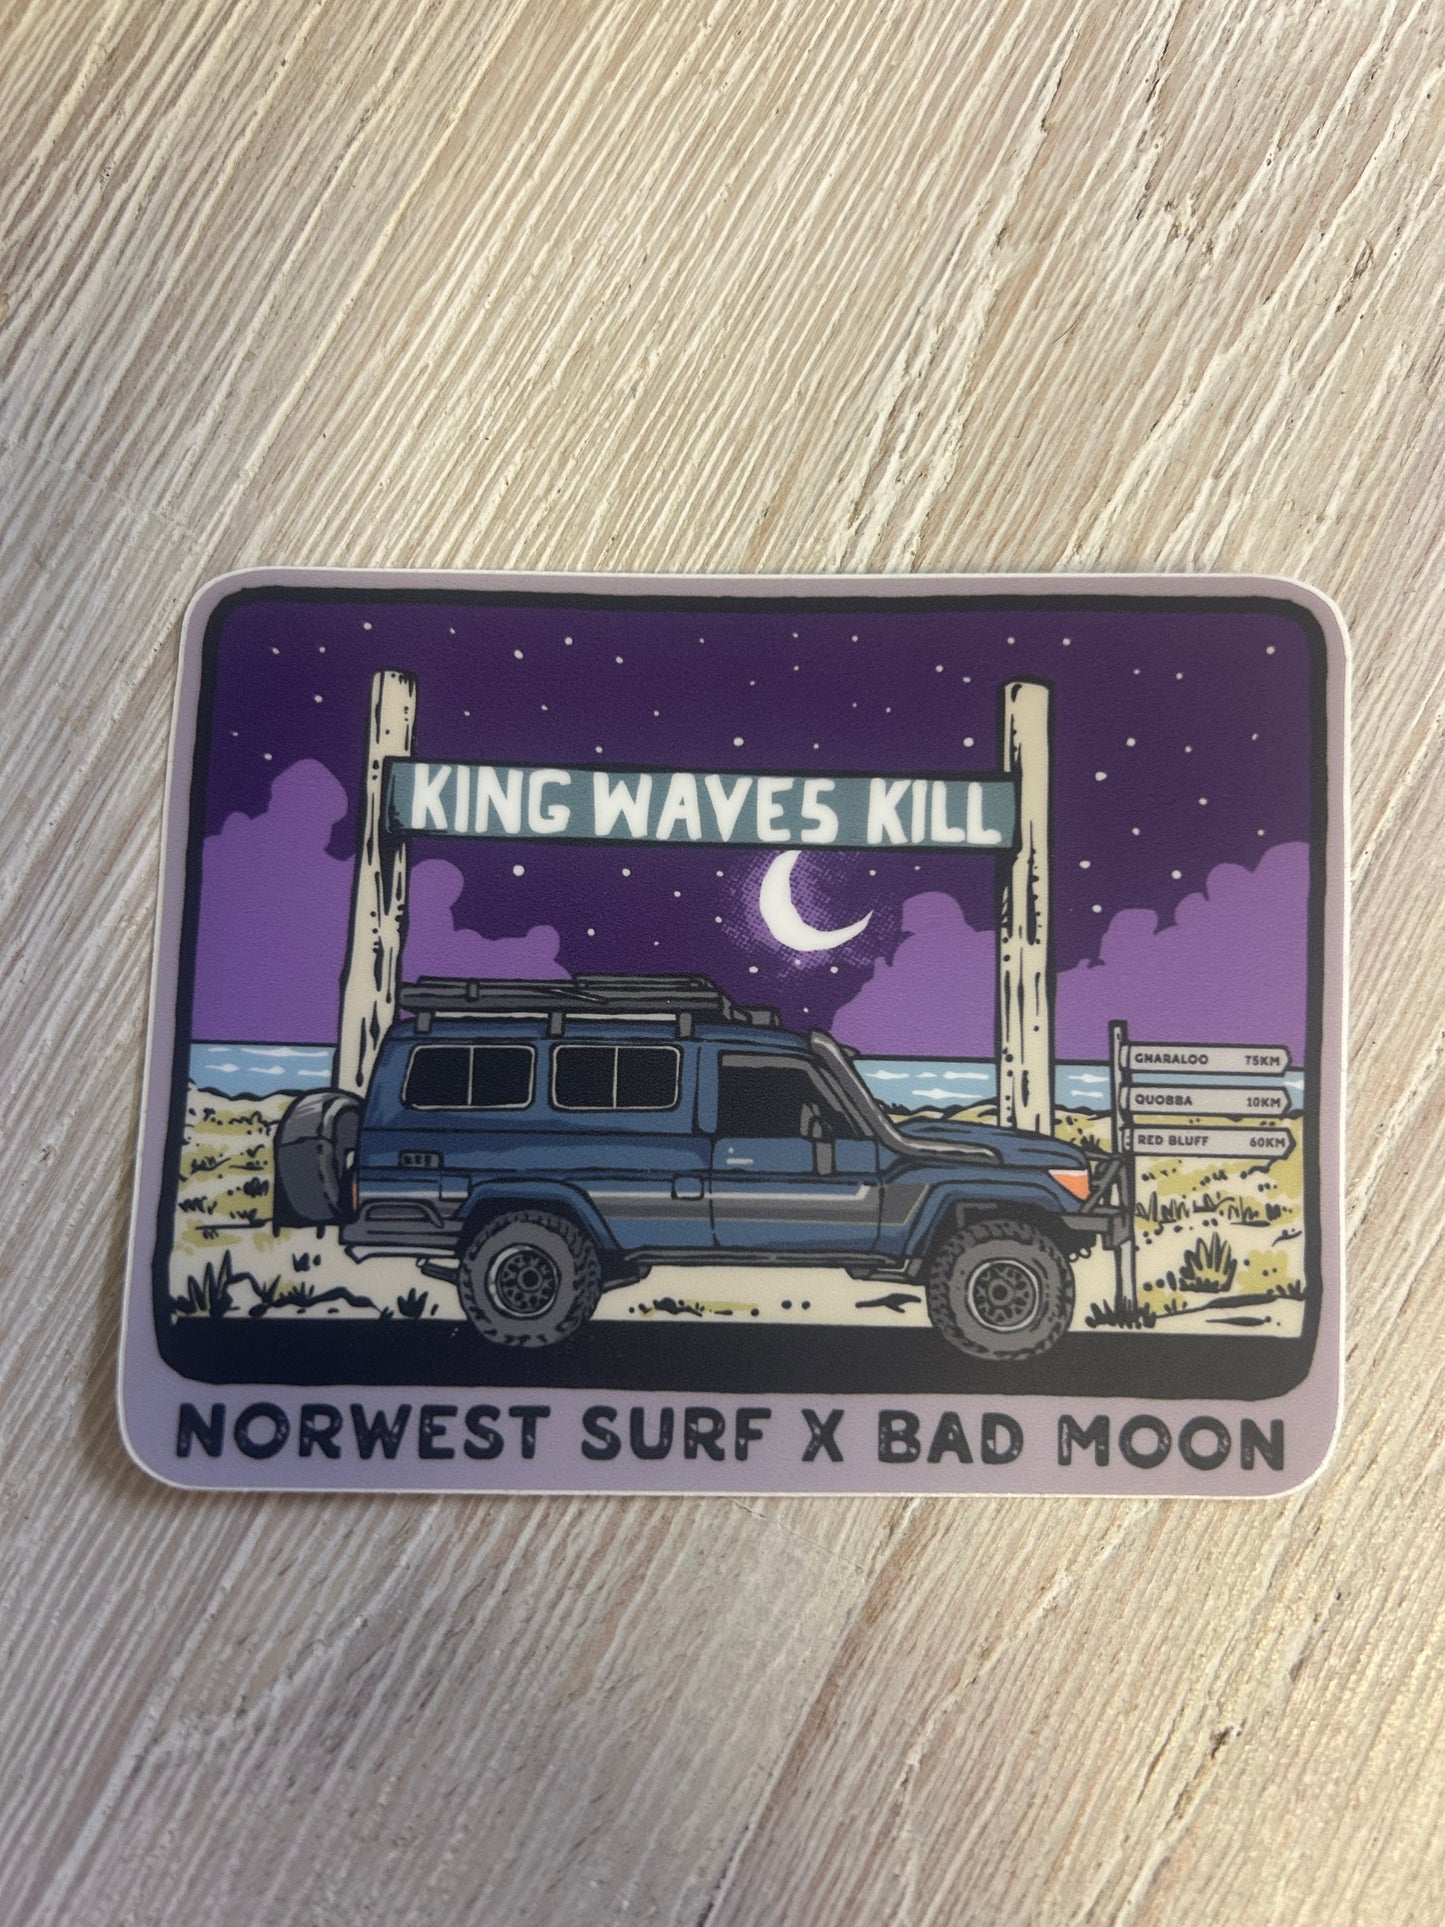 KING WAVES KILL
GNARALOO 75KM
QUOBBA 10KM
RED BLUFF 60KM
NORWEST SURF X BAD MOON